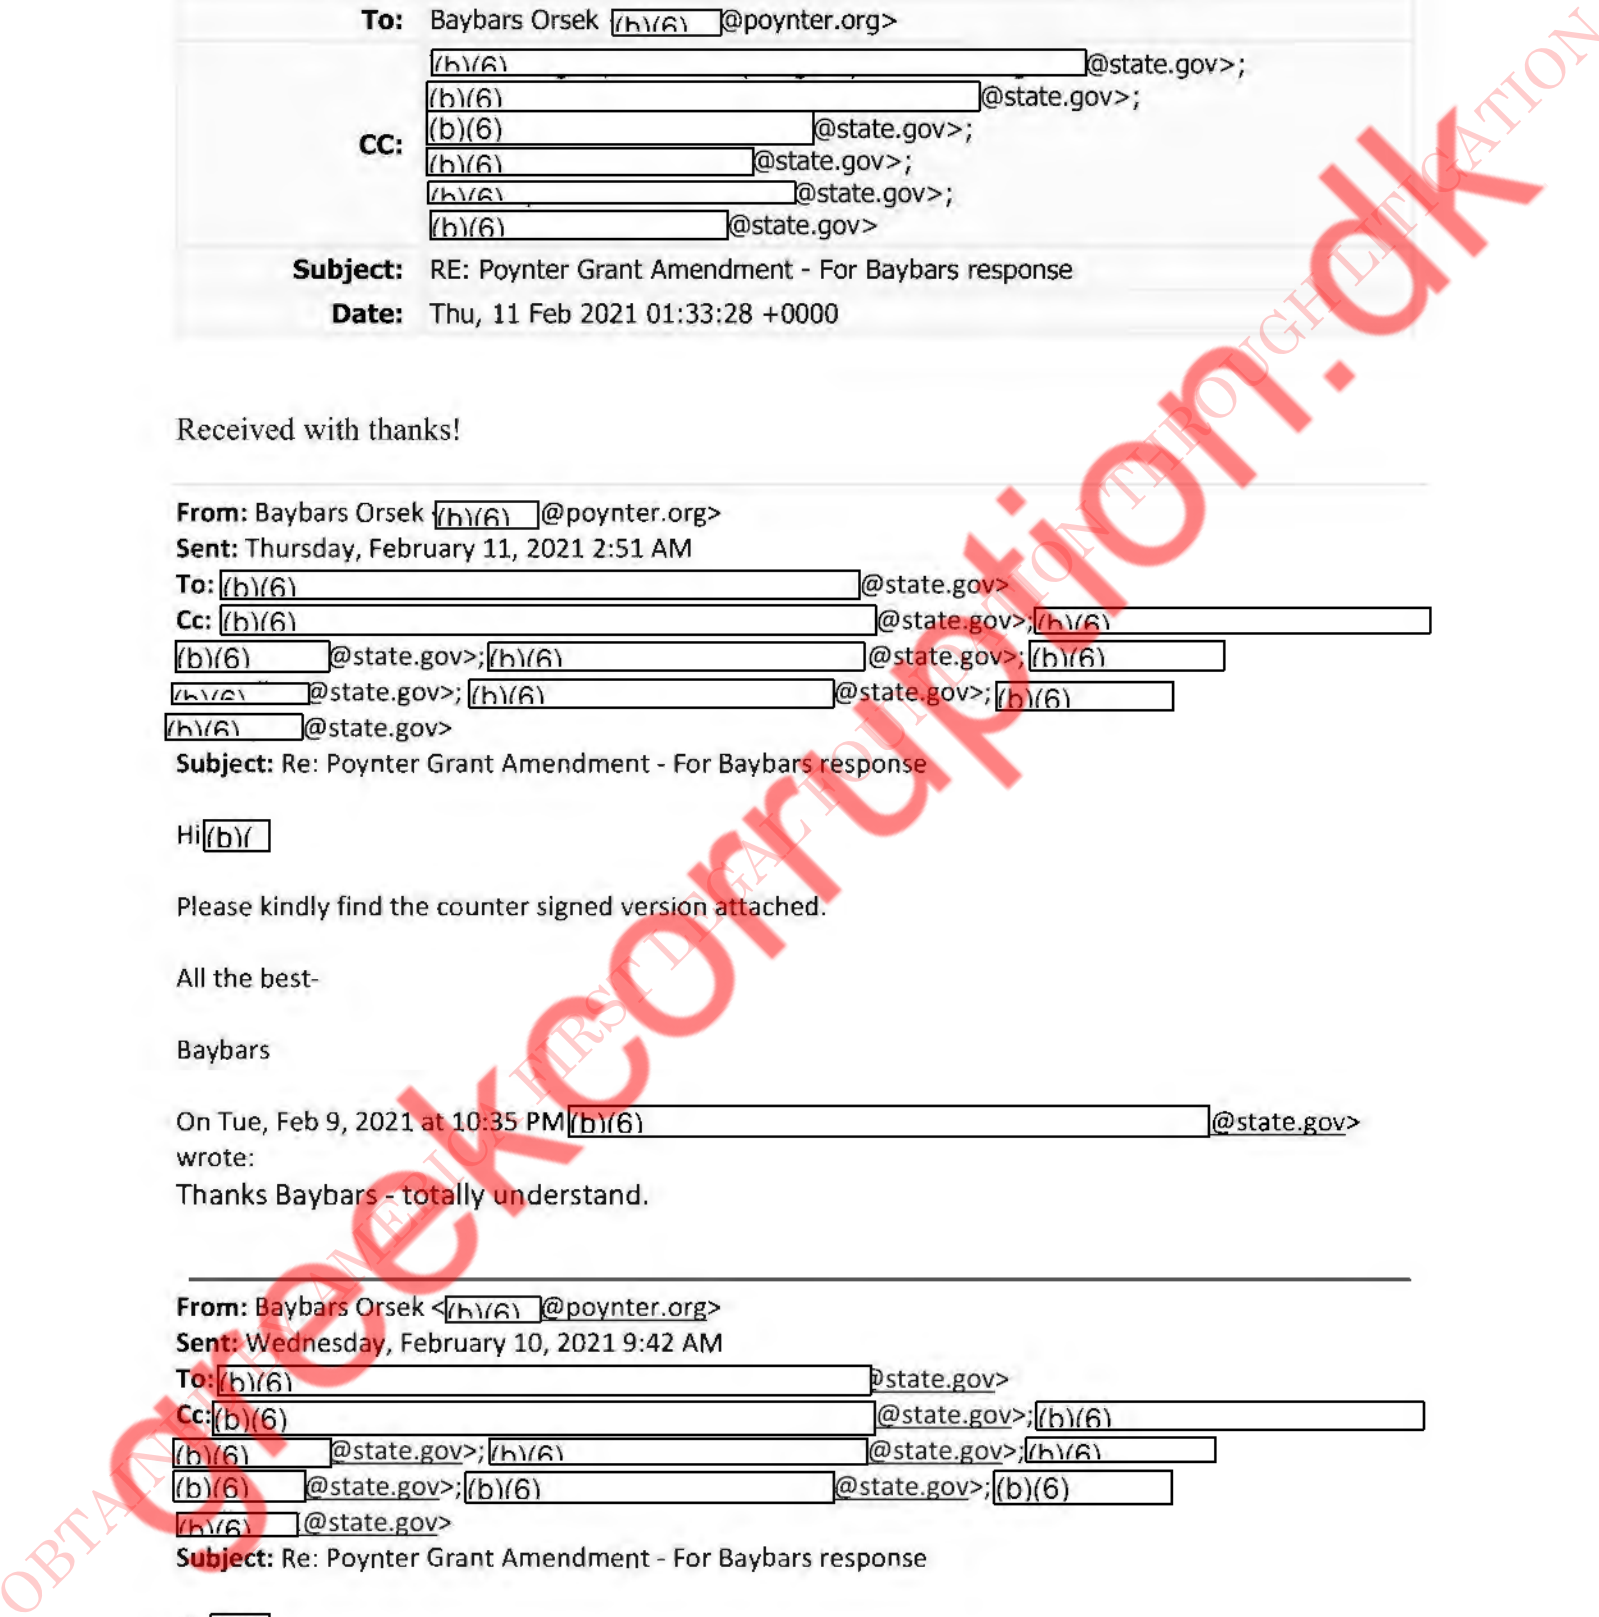 To: Baybars Orsek (b)(6) @poynter.org>
CC: (b)(6) @state.gov>;
(b)(6) @state.gov>;
(b)(6) @state.gov>;
(b)(6) @state.gov>;
(b)(6) @state.gov>;
(b)(6) @state.gov>
Subject: RE: Poynter Grant Amendment - For Baybars response
Date: Thu, 11 Feb 2021 01:33:28 +0000
Received with thanks!
From: Baybars Orsek (b)(6) @poynter.org>
Sent: Thursday, February 11, 2021 2:51 AM
To: (b)(6) @state.gov>
Cc: (b)(6) @state.gov>; (b)(6)
(b)(6) @state.gov>; (b)(6) @state.gov>; (b)(6)
(b)(6) @state.gov>; (b)(6) @state.gov>; (b)(6)
(b)(6) @state.gov>
Subject: Re: Poynter Grant Amendment - For Baybars response
Hi (b)(
Please kindly find the counter signed version attached.
All the best-
Baybars
On Tue, Feb 9, 2021 at 10:35 PM (b)(6) @state.gov>
wrote:
Thanks Baybars - totally understand.
From: Baybars Orsek <(b)(6) @poynter.org>
Sent: Wednesday, February 10, 2021 9:42 AM
To: (b)(6) @state.gov>
Cc: (b)(6) @state.gov>; (b)(6)
(b)(6) @state.gov>; (b)(6) @state.gov>; (b)(6)
(b)(6) @state.gov>; (b)(6) @state.gov>; (b)(6)
(b)(6) @state.gov>
Subject: Re: Poynter Grant Amendment - For Baybars response
OBTAINED BY AMERICA FIRST LEGAL FOUNDATION THROUGH LITIGATION
greekcorruption.dk